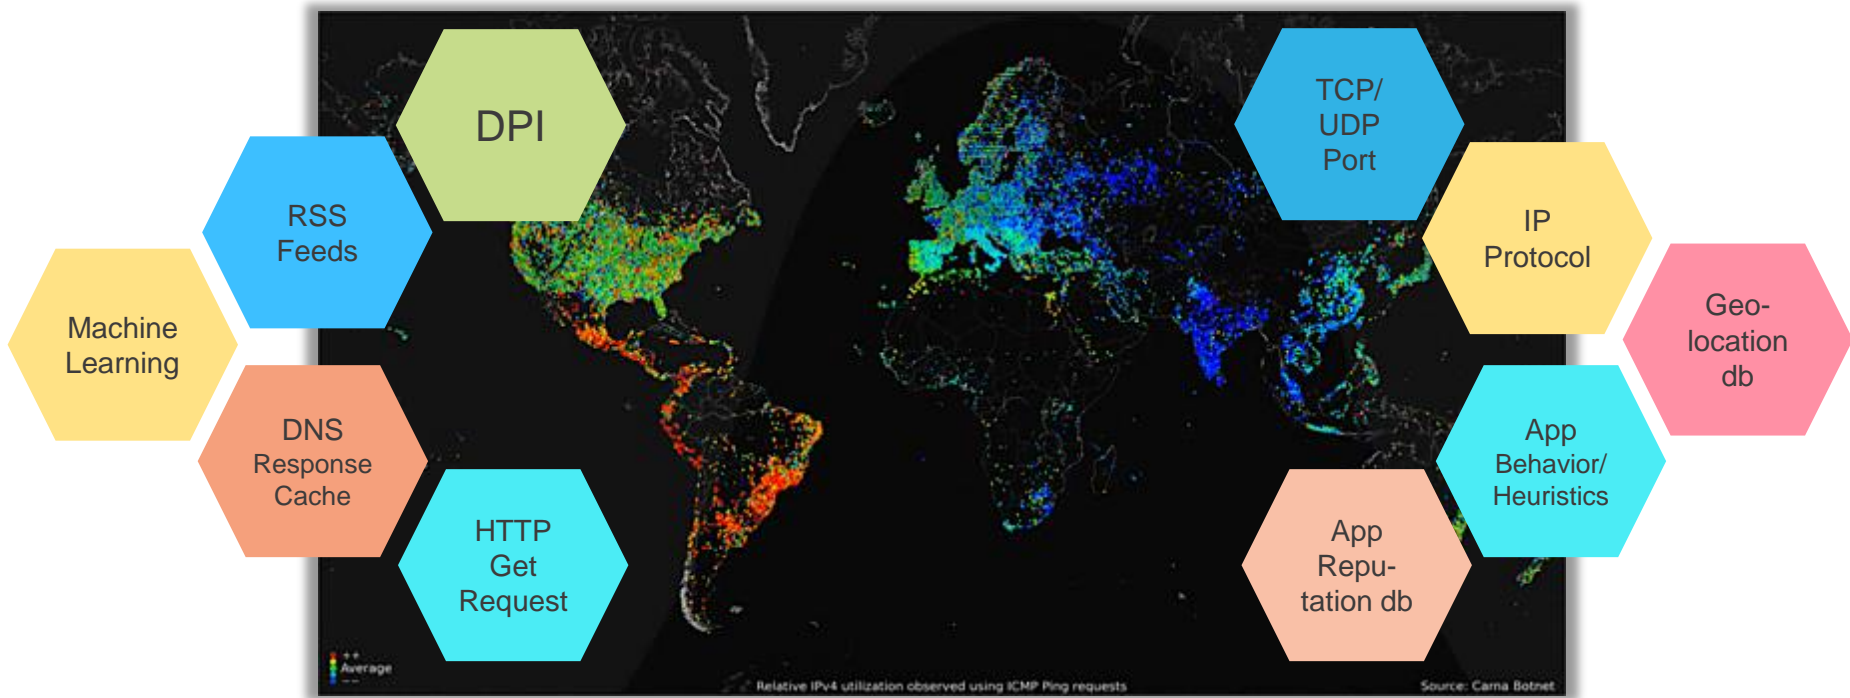 DPI
RSS
Feeds
Machine
Learning
DNS
Response
Cache
HTTP
Get
Request
TCP/
UDP
Port
IP
Protocol
Geo-
location
db
App
Behavior/
Heuristics
App
Repu-
tation db
++
Average
--
Relative IPv4 utilization observed using ICMP Ping requests
Source: Carna Botnet